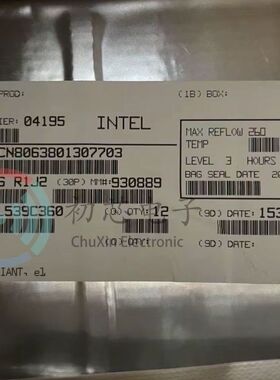 PROD:
(1B) BOX:
IER: 04195
INTEL
MAX REFLOW 260
TEMP
LEVEL 3 HOURS
BAG SEAL DATE 20
CN8063801307703
R1J2 (30P) MM#:930889
L539C360
QTY: 12
(9D) DATE: 153
初芯电子
ChuXin Electronic
(Q) QTY:
(9D) DATE:
IANT, e1